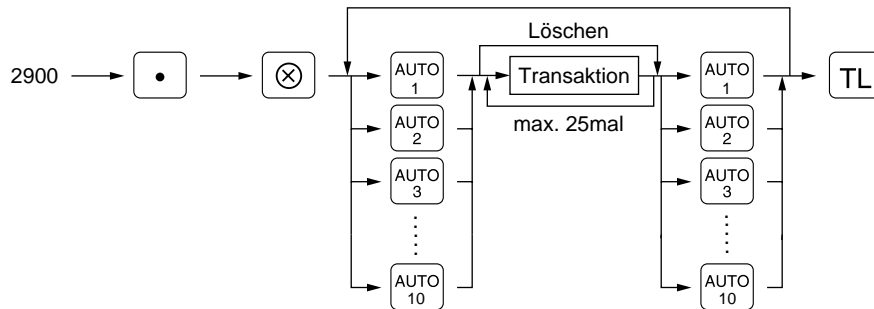 Löschen
2900
•
⊗
AUTO
1
Transaktion
AUTO
1
TL
max. 25mal
AUTO
2
AUTO
2
AUTO
3
AUTO
3
AUTO
10
AUTO
10